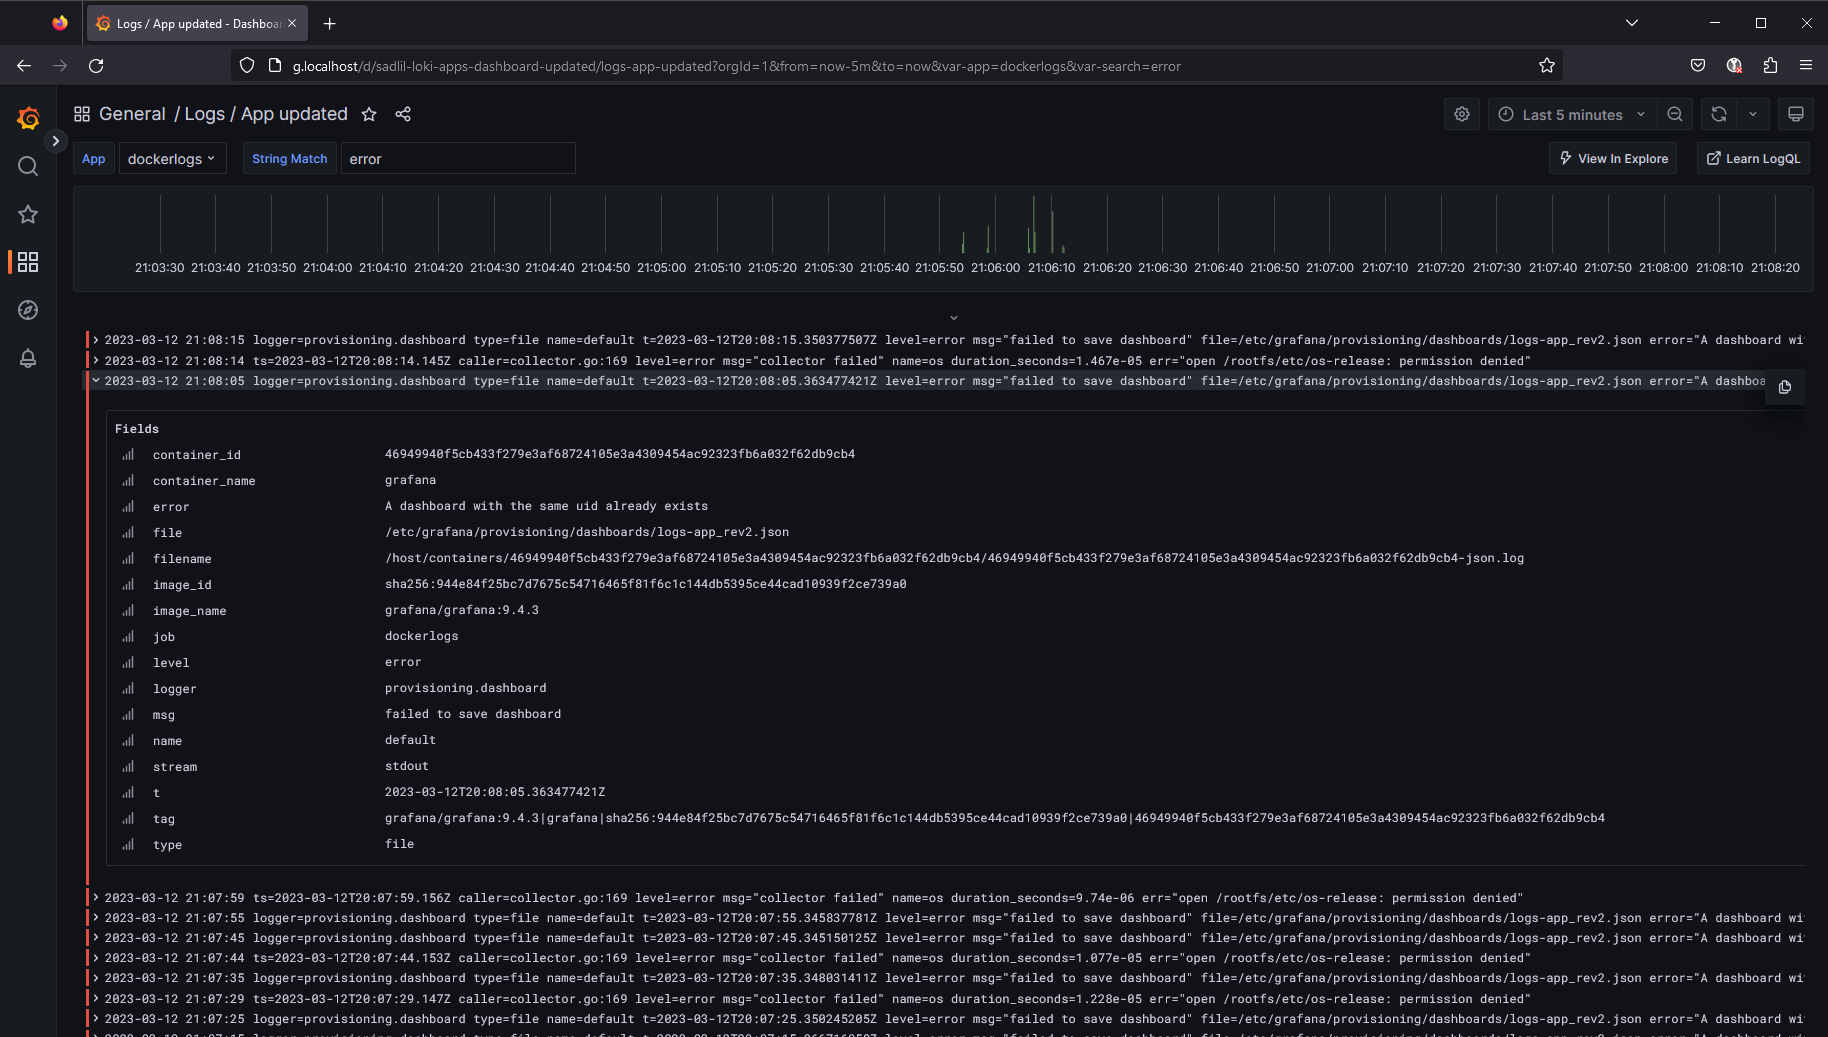 Logs / App updated - Dashboar
g.localhost/d/sadlil-loki-apps-dashboard-updated/logs-app-updated?orgId=1&from=now-5m&to=now&var-app=dockerlogs&var-search=error
General / Logs / App updated
Last 5 minutes
App dockerlogs String Match error
View In Explore
Learn LogQL
21:03:30 21:03:40 21:03:50 21:04:00 21:04:10 21:04:20 21:04:30 21:04:40 21:04:50 21:05:00 21:05:10 21:05:20 21:05:30 21:05:40 21:05:50 21:06:00 21:06:10 21:06:20 21:06:30 21:06:40 21:06:50 21:07:00 21:07:10 21:07:20 21:07:30 21:07:40 21:07:50 21:08:00 21:08:10 21:08:20
2023-03-12 21:08:15 logger=provisioning.dashboard type=file name=default t=2023-03-12T20:08:15.350377507Z level=error msg="failed to save dashboard" file=/etc/grafana/provisioning/dashboards/logs-app_rev2.json error="A dashboard wi
2023-03-12 21:08:14 ts=2023-03-12T20:08:14.145Z caller=collector.go:169 level=error msg="collector failed" name=os duration_seconds=1.467e-05 err="open /rootfs/etc/os-release: permission denied"
2023-03-12 21:08:05 logger=provisioning.dashboard type=file name=default t=2023-03-12T20:08:05.363477421Z level=error msg="failed to save dashboard" file=/etc/grafana/provisioning/dashboards/logs-app_rev2.json error="A dashboa
Fields
container_id 46949940f5cb433f279e3af68724105e3a4309454ac92323fb6a032f62db9cb4
container_name grafana
error A dashboard with the same uid already exists
file /etc/grafana/provisioning/dashboards/logs-app_rev2.json
filename /host/containers/46949940f5cb433f279e3af68724105e3a4309454ac92323fb6a032f62db9cb4/46949940f5cb433f279e3af68724105e3a4309454ac92323fb6a032f62db9cb4-json.log
image_id sha256:944e84f25bc7d7675c54716465f81f6c1c144db5395ce44cad10939f2ce739a0
image_name grafana/grafana:9.4.3
job dockerlogs
level error
logger provisioning.dashboard
msg failed to save dashboard
name default
stream stdout
t 2023-03-12T20:08:05.363477421Z
tag grafana/grafana:9.4.3|grafana|sha256:944e84f25bc7d7675c54716465f81f6c1c144db5395ce44cad10939f2ce739a0|46949940f5cb433f279e3af68724105e3a4309454ac92323fb6a032f62db9cb4
type file
2023-03-12 21:07:59 ts=2023-03-12T20:07:59.156Z caller=collector.go:169 level=error msg="collector failed" name=os duration_seconds=9.74e-06 err="open /rootfs/etc/os-release: permission denied"
2023-03-12 21:07:55 logger=provisioning.dashboard type=file name=default t=2023-03-12T20:07:55.345837781Z level=error msg="failed to save dashboard" file=/etc/grafana/provisioning/dashboards/logs-app_rev2.json error="A dashboard wi
2023-03-12 21:07:45 logger=provisioning.dashboard type=file name=default t=2023-03-12T20:07:45.345150125Z level=error msg="failed to save dashboard" file=/etc/grafana/provisioning/dashboards/logs-app_rev2.json error="A dashboard wi
2023-03-12 21:07:44 ts=2023-03-12T20:07:44.153Z caller=collector.go:169 level=error msg="collector failed" name=os duration_seconds=1.077e-05 err="open /rootfs/etc/os-release: permission denied"
2023-03-12 21:07:35 logger=provisioning.dashboard type=file name=default t=2023-03-12T20:07:35.348031411Z level=error msg="failed to save dashboard" file=/etc/grafana/provisioning/dashboards/logs-app_rev2.json error="A dashboard wi
2023-03-12 21:07:29 ts=2023-03-12T20:07:29.147Z caller=collector.go:169 level=error msg="collector failed" name=os duration_seconds=1.228e-05 err="open /rootfs/etc/os-release: permission denied"
2023-03-12 21:07:25 logger=provisioning.dashboard type=file name=default t=2023-03-12T20:07:25.350245205Z level=error msg="failed to save dashboard" file=/etc/grafana/provisioning/dashboards/logs-app_rev2.json error="A dashboard wi